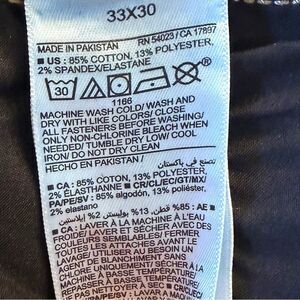 33X30
MADE IN PAKISTAN RN 54023 / CA 17897
■ US : 85% COTTON, 13% POLYESTER,
2% SPANDEX/ELASTANE
30
1166
MACHINE WASH COLD/ WASH AND
DRY WITH LIKE COLORS/ CLOSE
ALL FASTENERS BEFORE WASHING/
ONLY NON-CHLORINE BLEACH WHEN
NEEDED/ TUMBLE DRY LOW/ COOL
IRON/ DO NOT DRY CLEAN
HECHO EN PAKISTAN / صنع في باكستان
■ CA : 85% COTON, 13% POLYESTER,
2% ÉLASTHANNE ■ CR/CL/EC/GT/MX/
PA/PE/SV : 85% algodón, 13% poliéster,
2% elastano
LAVER À LA MACHINE À L'EAU
FROIDE/ LAVER ET SÉCHER AVEC
COULEURS SEMBLABLES/ FERMER
TOUTES LES ATTACHES AVANT LE
LAVAGE/ UTILISER AU BESOIN UN
AGENT DE BLANCHIMENT SANS
CHLORE UNIQUEMENT/ SÉCHER À LA
MACHINE À BASSE TEMPÉRATURE/
À BASSE TEMPÉRATURE/
PAS NETTOYER À SEC